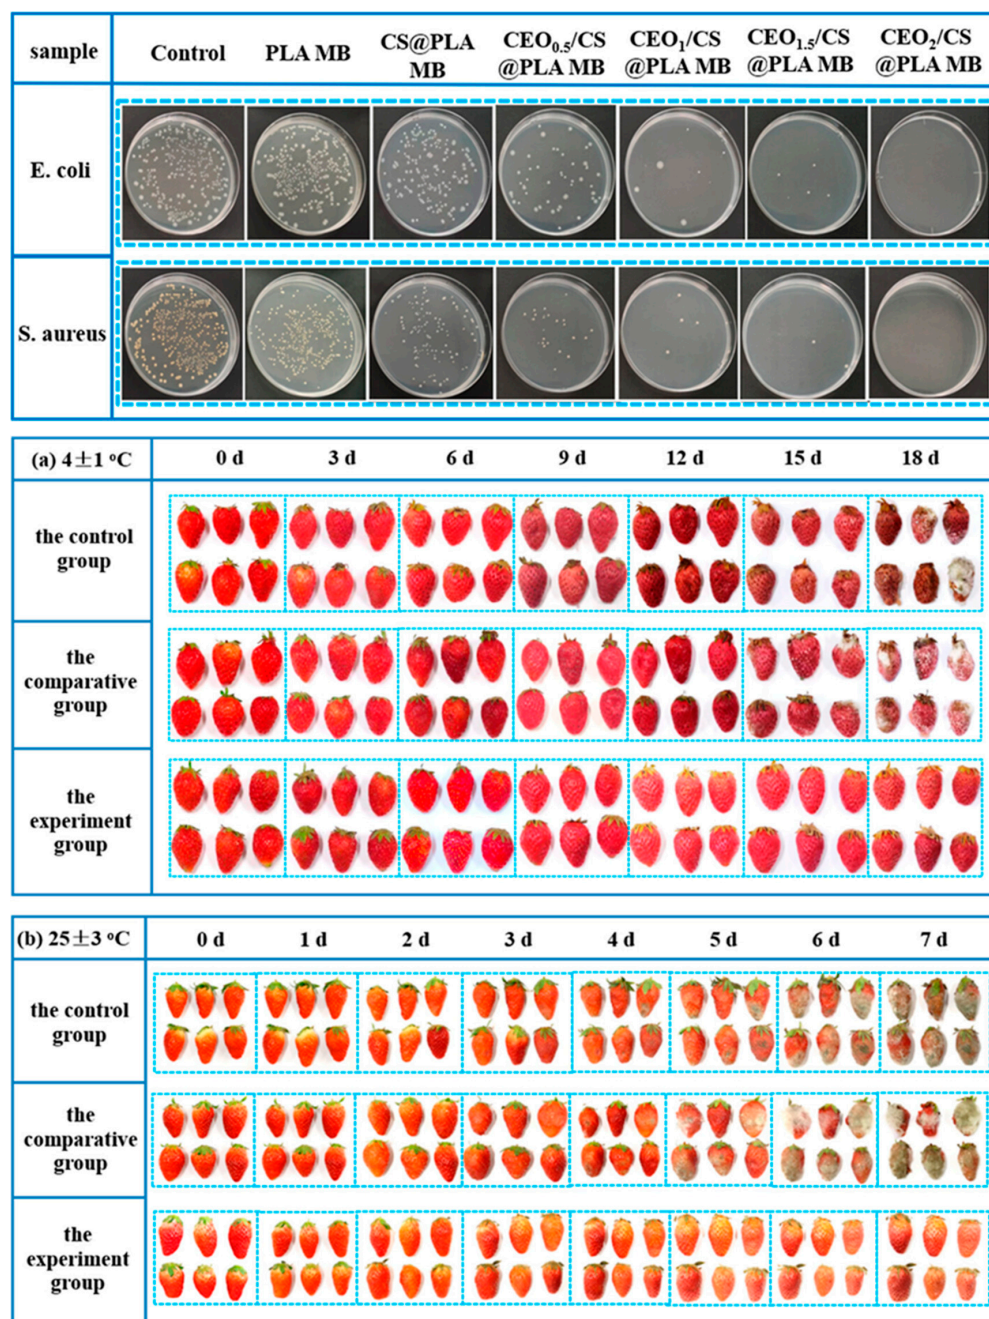 sample Control PLA MB CS@PLA MB CEO0.5/CS @PLA MB CEO1/CS @PLA MB CEO1.5/CS @PLA MB CEO2/CS @PLA MB
E. coli
S. aureus
(a) 4±1 °C 0 d 3 d 6 d 9 d 12 d 15 d 18 d
the control
group
the
comparative
group
the
experiment
group
(b) 25±3 °C 0 d 1 d 2 d 3 d 4 d 5 d 6 d 7 d
the control
group
the
comparative
group
the
experiment
group